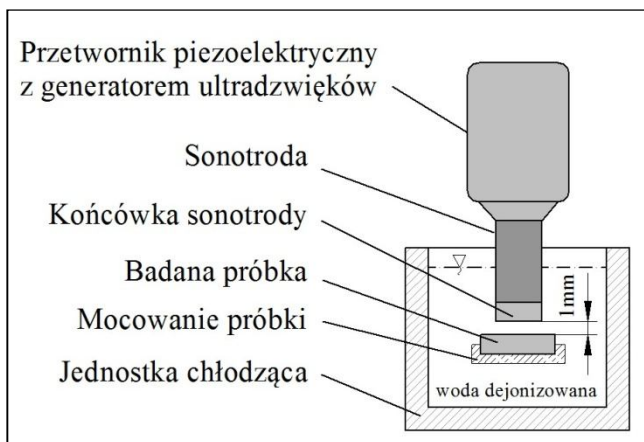 Przetwornik piezoelektryczny
z generatorem ultradzwięków
Sonotroda
Końcówka sonotrody
Badana próbka
Mocowanie próbki
Jednostka chłodząca
1mm
woda dejonizowana